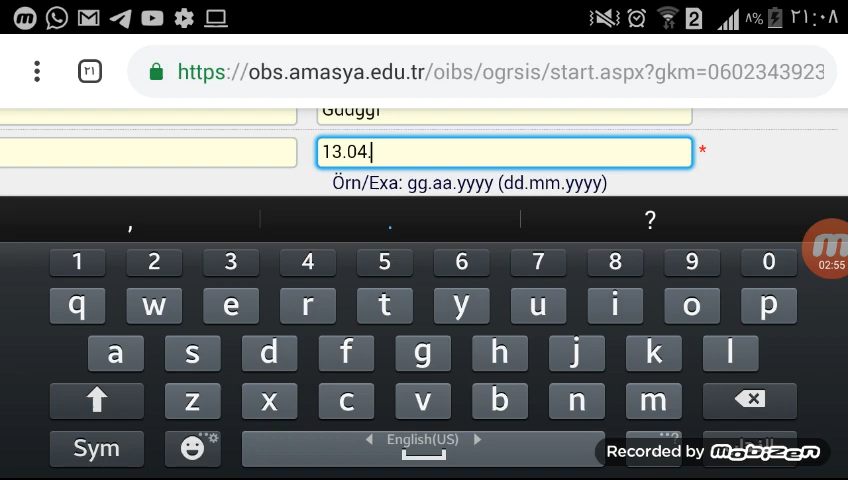 ۸% ۲۱:۰۸
۲۱ https://obs.amasya.edu.tr/oibs/ogrsis/start.aspx?gkm=0602343923
13.04.
*
Örn/Exa: gg.aa.yyyy (dd.mm.yyyy)
, . ?
1 2 3 4 5 6 7 8 9 0
02:55
q w e r t y u i o p
a s d f g h j k l
z x c v b n m
Sym English(US)
Recorded by mobizen